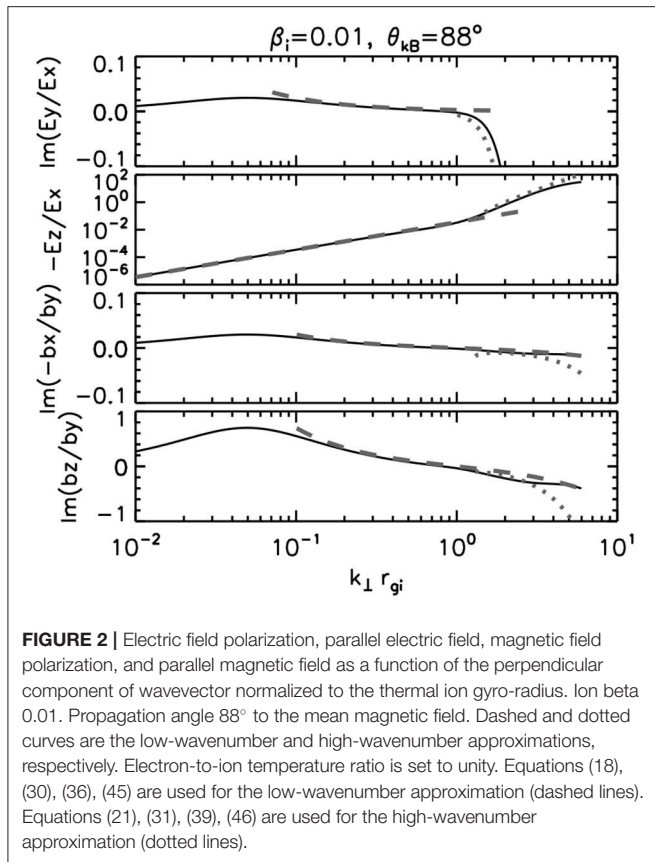 βi=0.01, θkB=88°
0.1
0.0
-0.1
Im(Ey/Ex)
10^2
10^0
10^-2
10^-4
10^-6
-Ez/Ex
0.1
0.0
-0.1
Im(-bx/by)
1
0
-1
Im(bz/by)
10^-2 10^-1 10^0 10^1
k⊥ rgi
FIGURE 2 | Electric field polarization, parallel electric field, magnetic field
polarization, and parallel magnetic field as a function of the perpendicular
component of wavevector normalized to the thermal ion gyro-radius. Ion beta
0.01. Propagation angle 88° to the mean magnetic field. Dashed and dotted
curves are the low-wavenumber and high-wavenumber approximations,
respectively. Electron-to-ion temperature ratio is set to unity. Equations (18),
(30), (36), (45) are used for the low-wavenumber approximation (dashed lines).
Equations (21), (31), (39), (46) are used for the high-wavenumber
approximation (dotted lines).